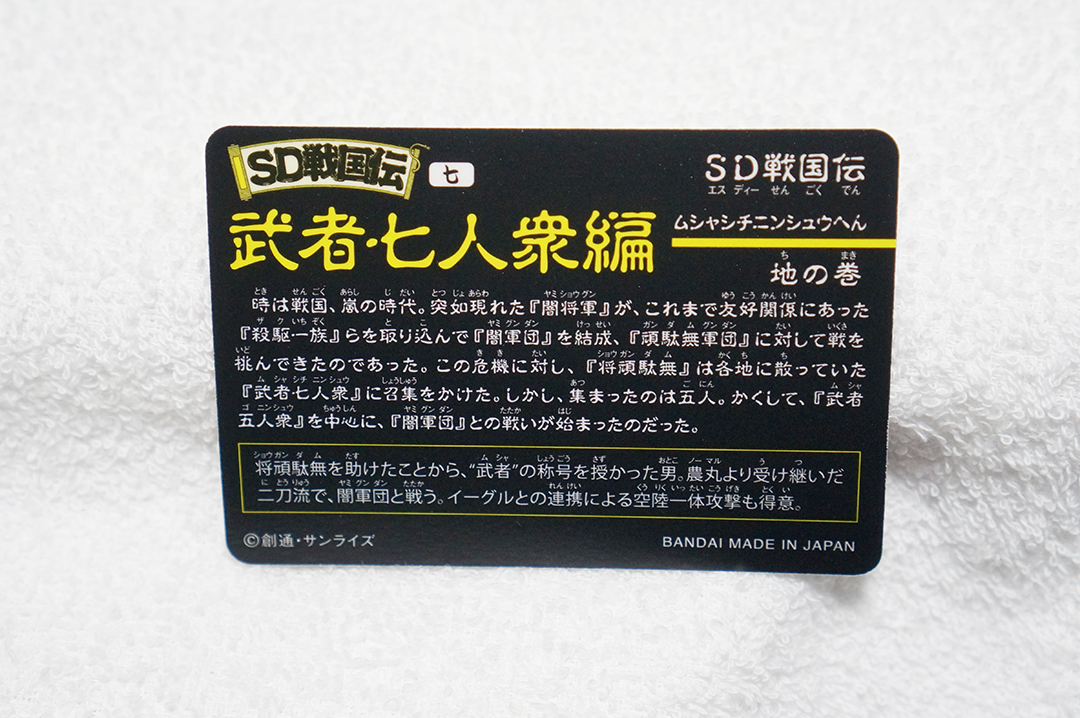 SD戦国伝
七
SD戦国伝
エスディーせんごくでん
武者・七人衆編
ムシャシチニンシュウへん
地の巻
時は戦国、嵐の時代。突如現れた『闇将軍』が、これまで友好関係にあった
『殺駆一族』らを取り込んで『闇軍団』を結成、『頑駄無軍団』に対して戦を
挑んできたのであった。この危機に対し、『将頑駄無』は各地に散っていた
『武者七人衆』に召集をかけた。しかし、集まったのは五人。かくして、『武者
五人衆』を中心に、『闇軍団』との戦いが始まったのだった。
将頑駄無を助けたことから、“武者”の称号を授かった男。農丸より受け継いだ
二刀流で、闇軍団と戦う。イーグルとの連携による空陸一体攻撃も得意。
©創通・サンライズ
BANDAI MADE IN JAPAN